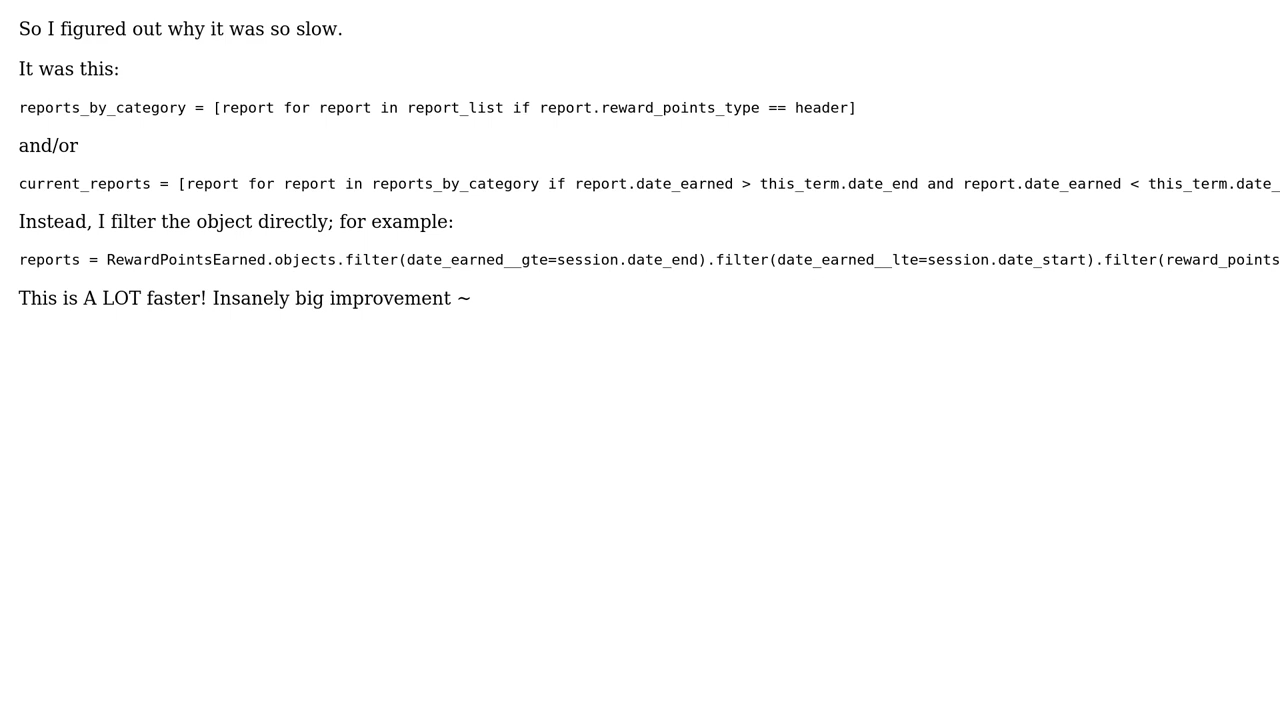 So I figured out why it was so slow.
It was this:
reports_by_category = [report for report in report_list if report.reward_points_type == header]
and/or
current_reports = [report for report in reports_by_category if report.date_earned > this_term.date_end and report.date_earned < this_term.date_
Instead, I filter the object directly; for example:
reports = RewardPointsEarned.objects.filter(date_earned__gte=session.date_end).filter(date_earned__lte=session.date_start).filter(reward_points
This is A LOT faster! Insanely big improvement ~